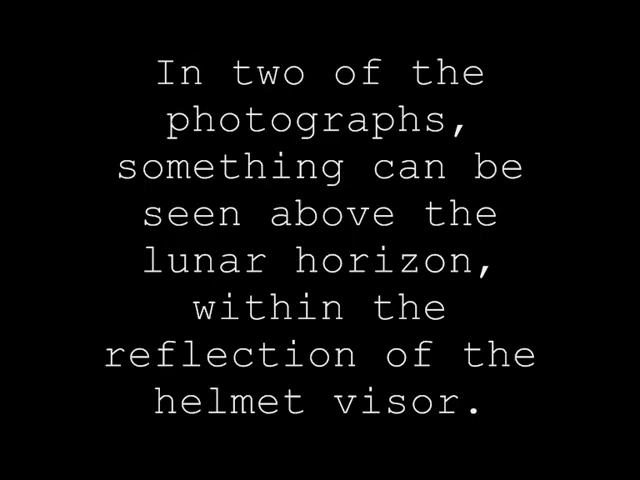 In two of the
photographs,
something can be
seen above the
lunar horizon,
within the
reflection of the
helmet visor.